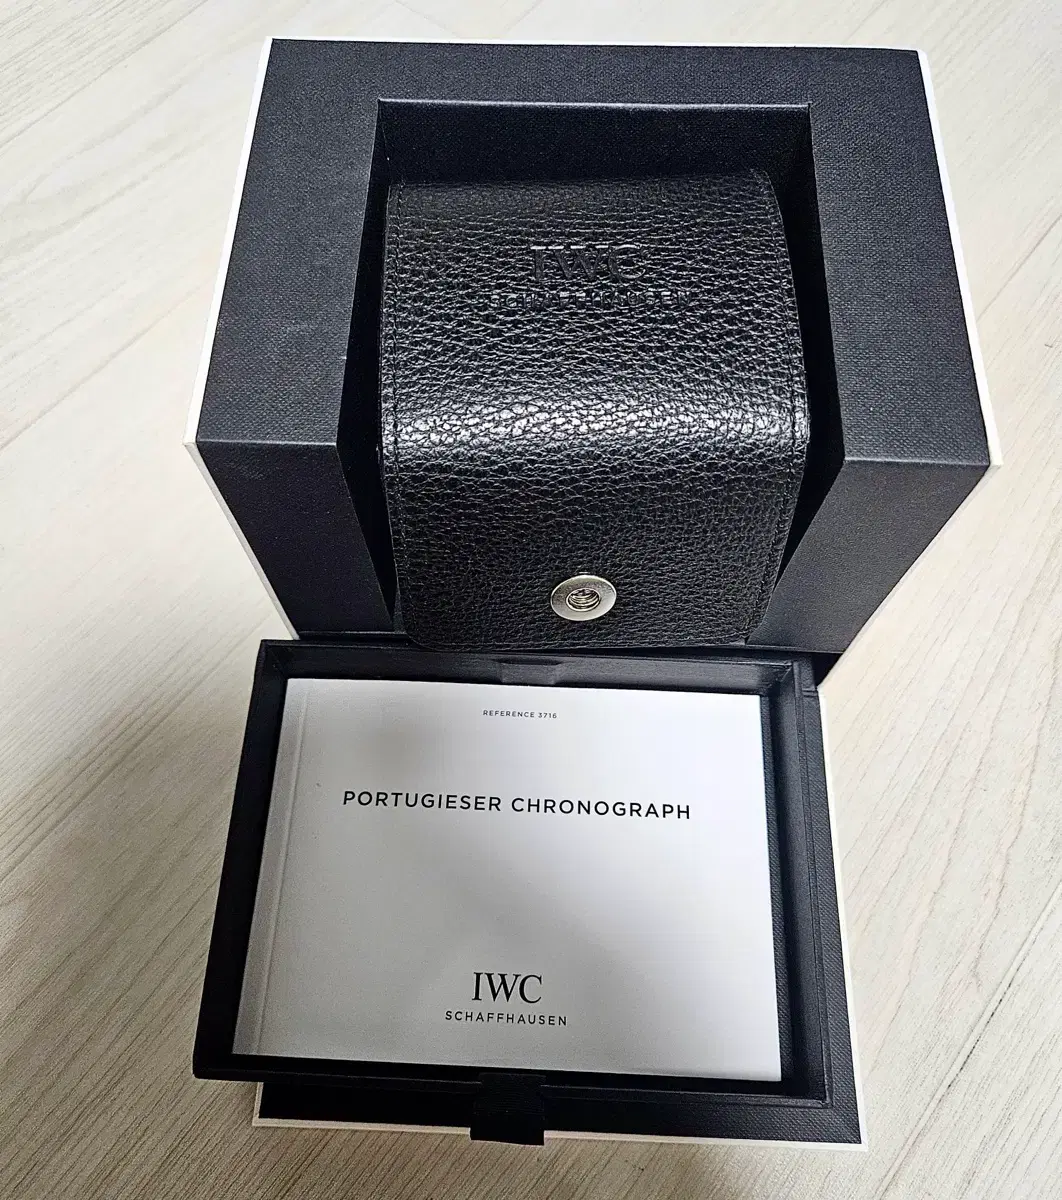 IWC
SCHAFFHAUSEN
REFERENCE 3716
PORTUGIESER CHRONOGRAPH
IWC
SCHAFFHAUSEN